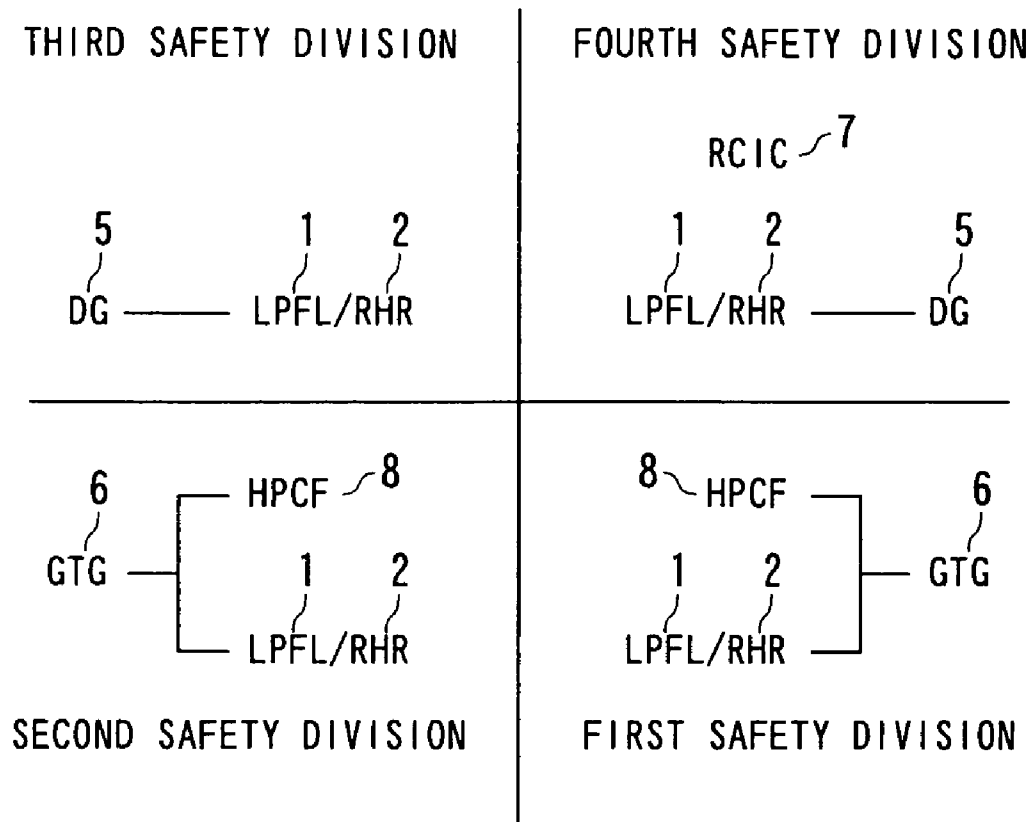 THIRD SAFETY DIVISION
5 1 2
DG LPFL/RHR
FOURTH SAFETY DIVISION
RCIC 7
1 2 5
LPFL/RHR DG
6 HPCF 8
GTG 1 2
LPFL/RHR
SECOND SAFETY DIVISION
8 HPCF 6
1 2 GTG
LPFL/RHR
FIRST SAFETY DIVISION